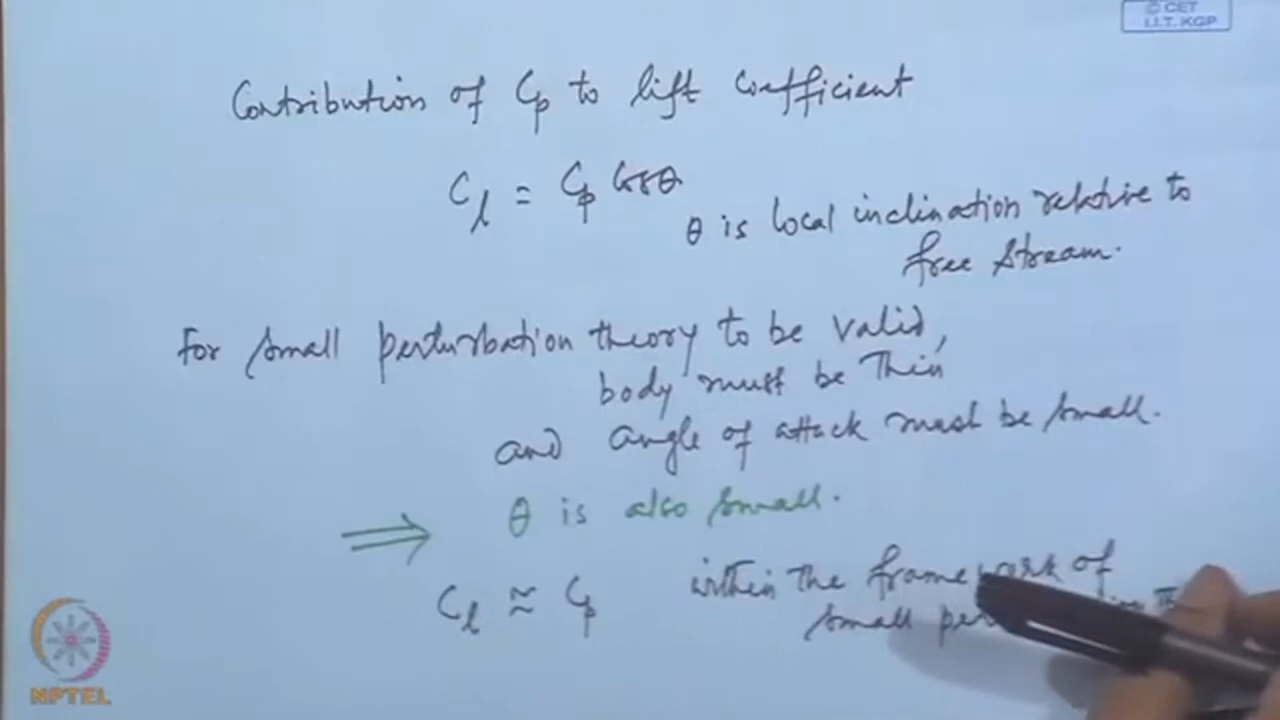 © CET
I.I.T. KGP
Contribution of Cp to lift coefficient
Cl = Cp Cosθ
θ is local inclination relative to
free stream.
For small perturbation theory to be valid,
body must be thin
and angle of attack must be small.
⇒ θ is also small.
Cl ≈ Cp within the framework of
small
NPTEL